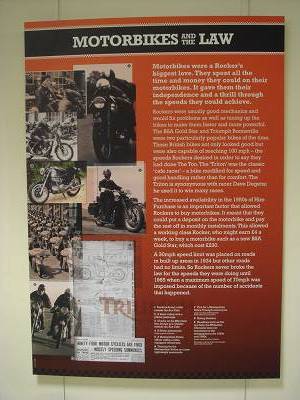 MOTORBIKES AND THE LAW
Motorbikes were a Rocker's
biggest love. They spent all the
time and money they could on their
motorbikes. It gave them their
independence and a thrill through
the speeds they could achieve.
Rockers were usually good mechanics and
would fix problems as well as tuning up the
bikes to make them faster and more powerful.
The BSA Gold Star and Triumph Bonneville
were two particularly popular bikes of the time.
These British bikes not only looked good but
were also capable of reaching 100 mph – the
speeds Rockers desired in order to say they
had done The Ton. The 'Triton' was the classic
'cafe racer' – a bike modified for speed and
good handling rather than for comfort. The
Triton is synonymous with racer Dave Degens;
he used it to win many races.
The increased availability in the 1950s of Hire
Purchase is an important factor that allowed
Rockers to buy motorbikes. It meant that they
could put a deposit on the motorbike and pay
the rest off in monthly instalments. This allowed
a working class Rocker, who might earn £4 a
week, to buy a motorbike such as a new BSA
Gold Star, which cost £230.
A 30mph speed limit was placed on roads
in built up areas in 1934 but other roads
had no limits. So Rockers never broke the
law for the speeds they were doing until
1965 when a maximum speed of 70mph was
imposed because of the number of accidents
that happened.
NINETY-FOUR MOTOR CYCLISTS ARE FINED
MOSTLY SPEEDING SUMMONSES